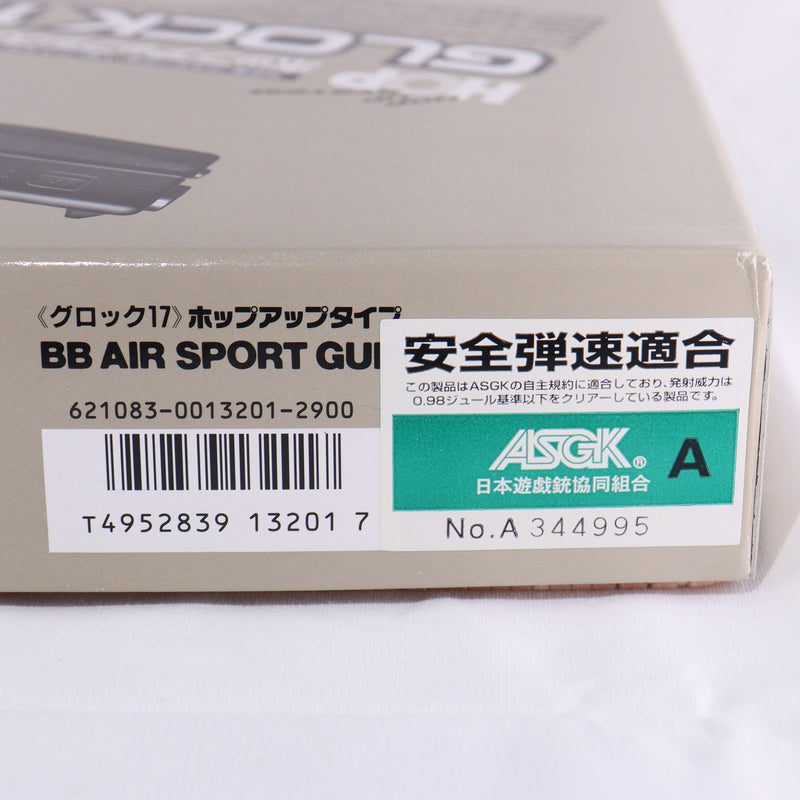 GLOCK 1
HOP
《グロック17》ホップアップタイプ
BB AIR SPORT GU
621083-0013201-2900
T4952839 13201 7
安全弾速適合
この製品はASGKの自主規約に適合しており、発射威力は
0.98ジュール基準以下をクリアーしている製品です。
ASGK® A
日本遊戯銃協同組合
No.A 344995